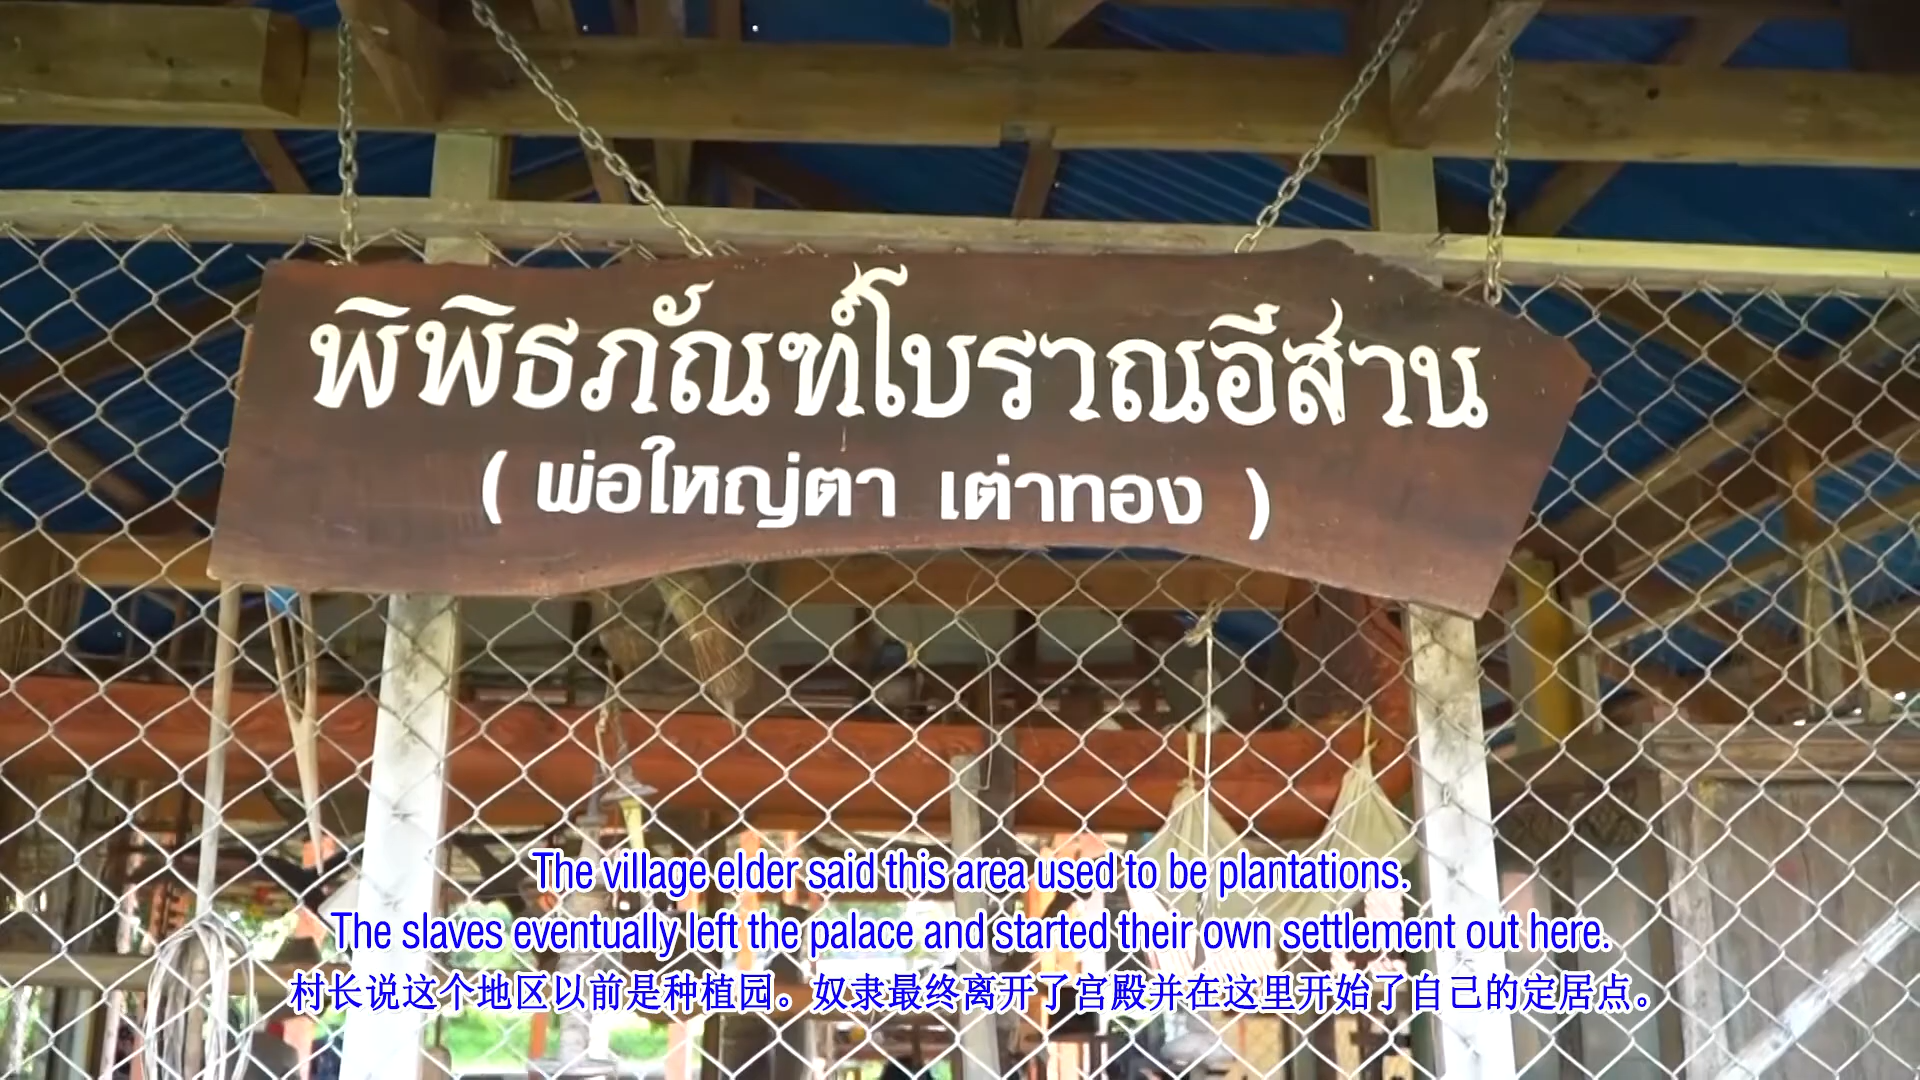 พิพิธภัณฑ์โบราณอีสาน
( พ่อใหญ่ตา เต่าทอง )
The village elder said this area used to be plantations.
The slaves eventually left the palace and started their own settlement out here.
村长说这个地区以前是种植园。奴隶最终离开了宫殿并在这里开始了自己的定居点。